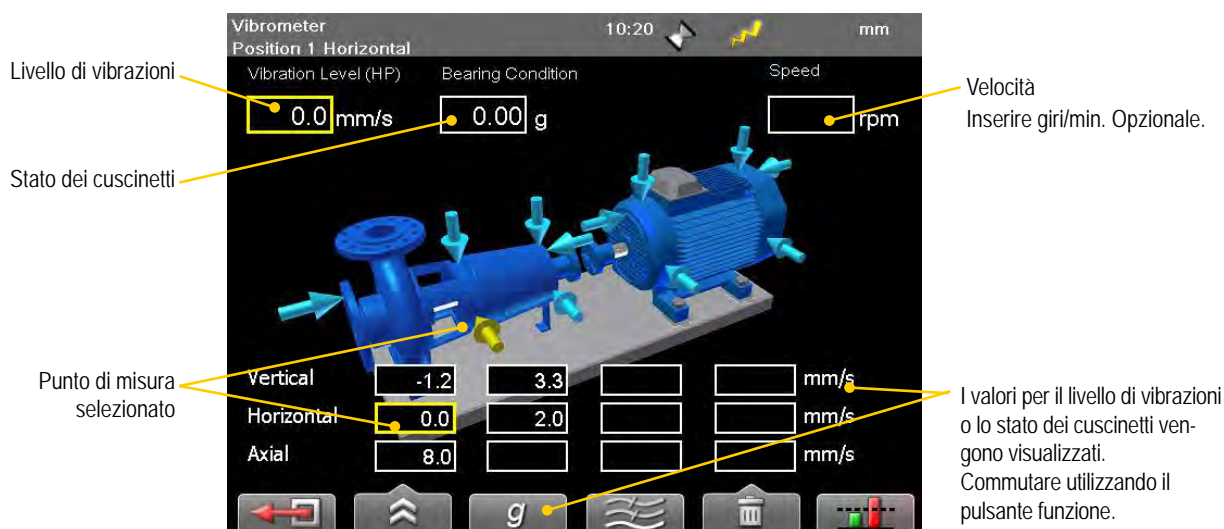 Vibrometer
10:20
mm
Position 1 Horizontal
Livello di vibrazioni
Vibration Level (HP)
Bearing Condition
Speed
0.0 mm/s
0.00 g
rpm
Velocità
Inserire giri/min. Opzionale.
Stato dei cuscinetti
Punto di misura
selezionato
Vertical -1.2 3.3 mm/s
Horizontal 0.0 2.0 mm/s
Axial 8.0 mm/s
g
I valori per il livello di vibrazioni
o lo stato dei cuscinetti ven-
gono visualizzati.
Commutare utilizzando il
pulsante funzione.